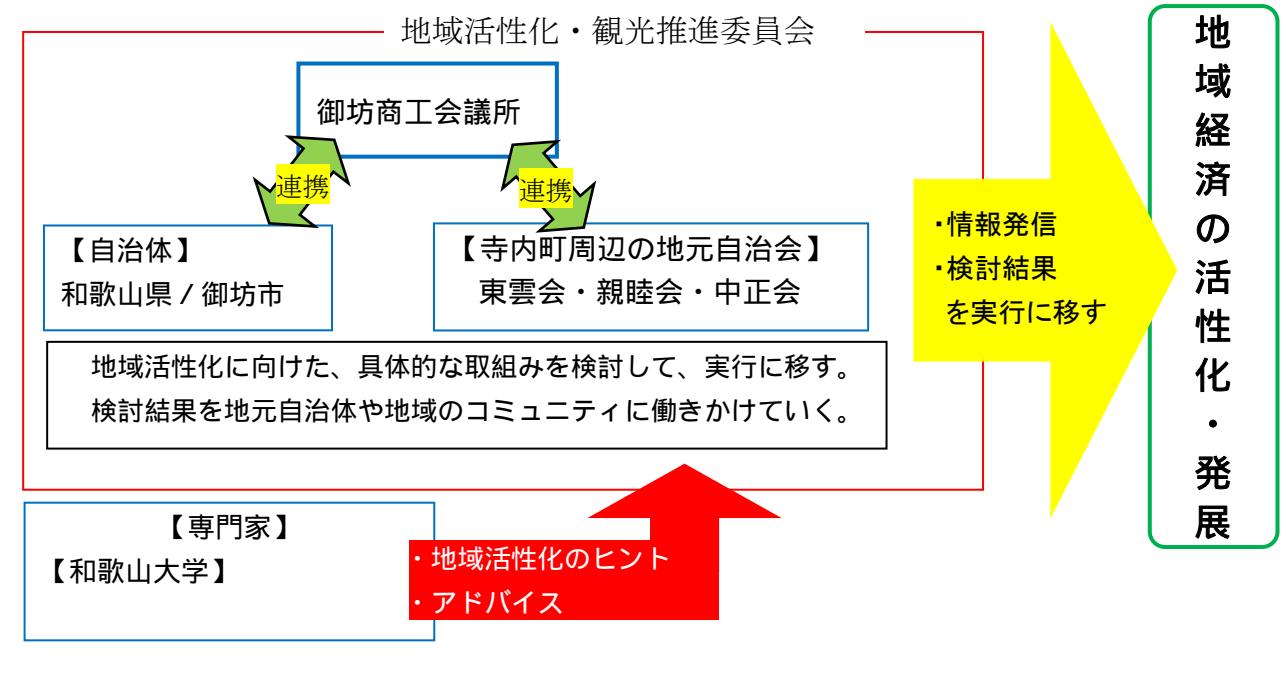 地域活性化・観光推進委員会
御坊商工会議所
連携
連携
【自治体】
和歌山県/御坊市
【寺内町周辺の地元自治会】
東雲会・親睦会・中正会
地域活性化に向けた、具体的な取組みを検討して、実行に移す。
検討結果を地元自治体や地域のコミュニティに働きかけていく。
【専門家】
【和歌山大学】
・地域活性化のヒント
・アドバイス
・情報発信
・検討結果
を実行に移す
地域経済の活性化・発展